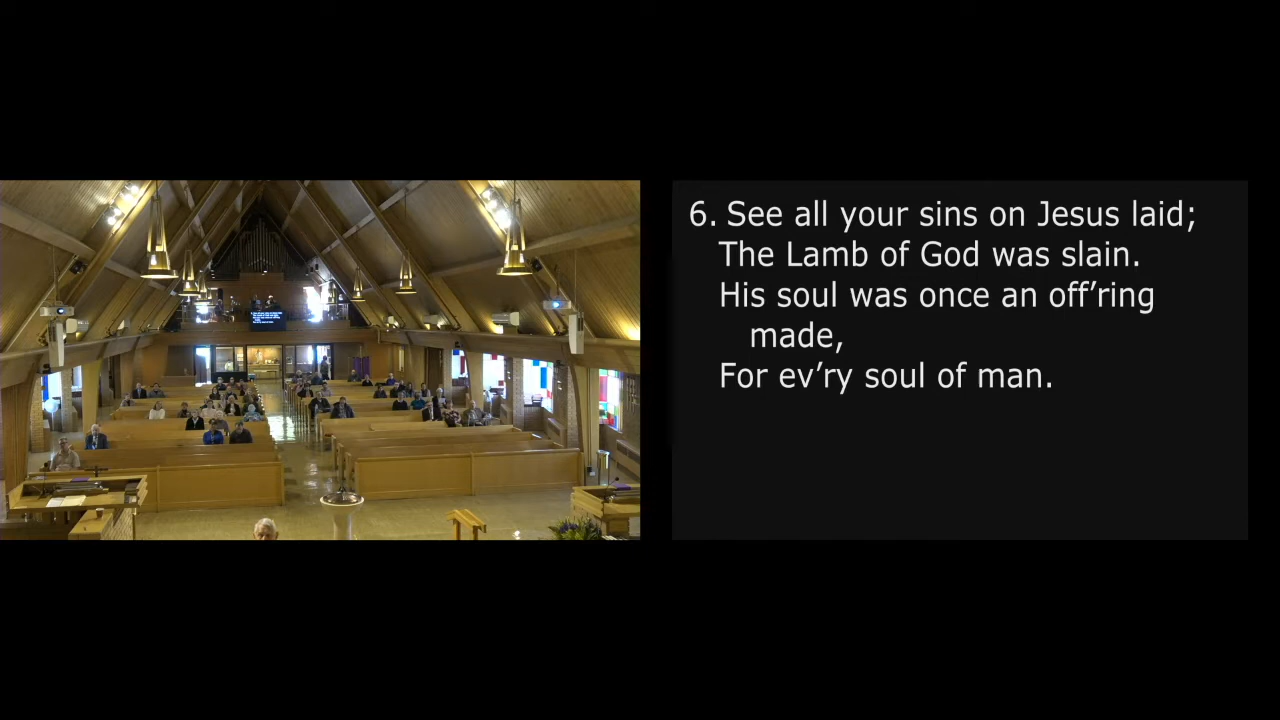 6. See all your sins on Jesus laid;
The Lamb of God was slain.
His soul was once an off’ring
made,
For ev’ry soul of man.